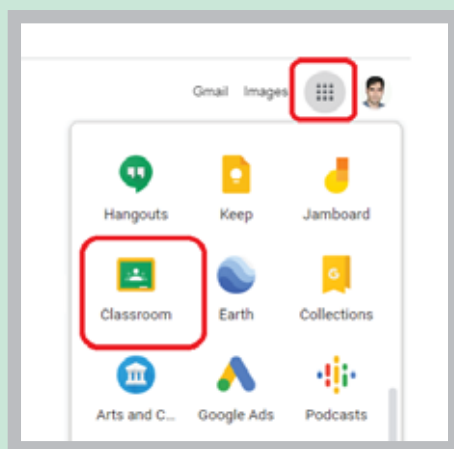 Gmail Images
Hangouts Keep Jamboard
Classroom Earth Collections
Arts and C... Google Ads Podcasts